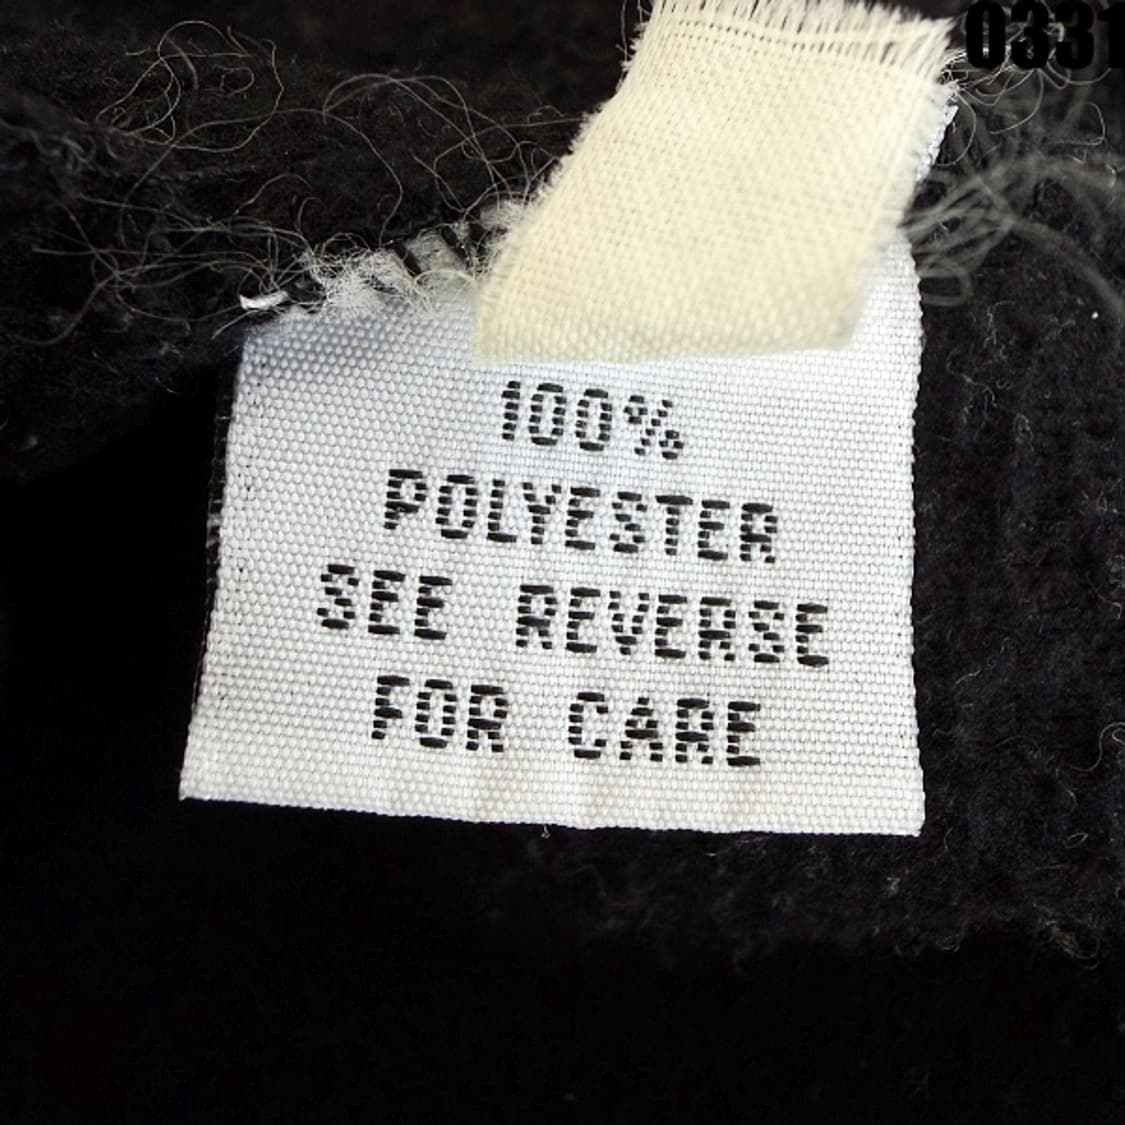 0331
100%
POLYESTER
SEE REVERSE
FOR CARE